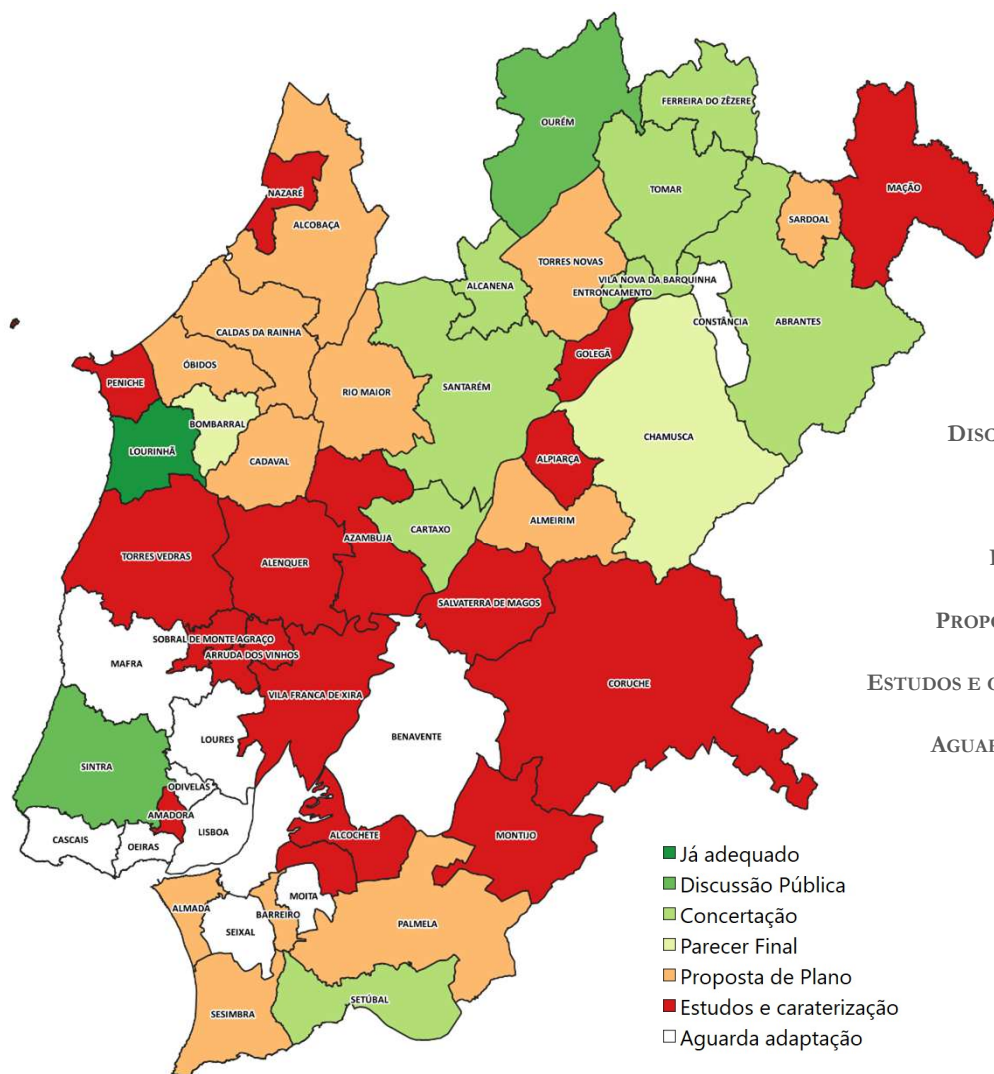 FERREIRA DO ZÊZERE
OURÉM
MAÇÃO
TOMAR
NAZARÉ
SARDOAL
ALCOBAÇA
TORRES NOVAS
VILA NOVA DA BARQUINHA
ALCANENA
ENTRONCAMENTO
CONSTÂNCIA
ABRANTES
CALDAS DA RAINHA
GOLEGÃ
ÓBIDOS
PENICHE
SANTARÉM
RIO MAIOR
BOMBARRAL
CHAMUSCA
LOURINHÃ
ALPIARÇA
CADAVAL
ALMEIRIM
CARTAXO
AZAMBUJA
TORRES VEDRAS
ALENQUER
SALVATERRA DE MAGOS
SOBRAL DE MONTE AGRAÇO
ARRUDA DOS VINHOS
MAFRA
CORUCHE
VILA FRANCA DE XIRA
BENAVENTE
LOURES
SINTRA
ODIVELAS
AMADORA
LISBOA
CASCAIS
OEIRAS
ALCOCHETE
MONTIJO
MOITA
ALMADA
BARREIRO
SEIXAL
PALMELA
SETÚBAL
SESIMBRA
DISC
PROPO
ESTUDOS E
AGUAR
Já adequado
Discussão Pública
Concertação
Parecer Final
Proposta de Plano
Estudos e caraterização
Aguarda adaptação